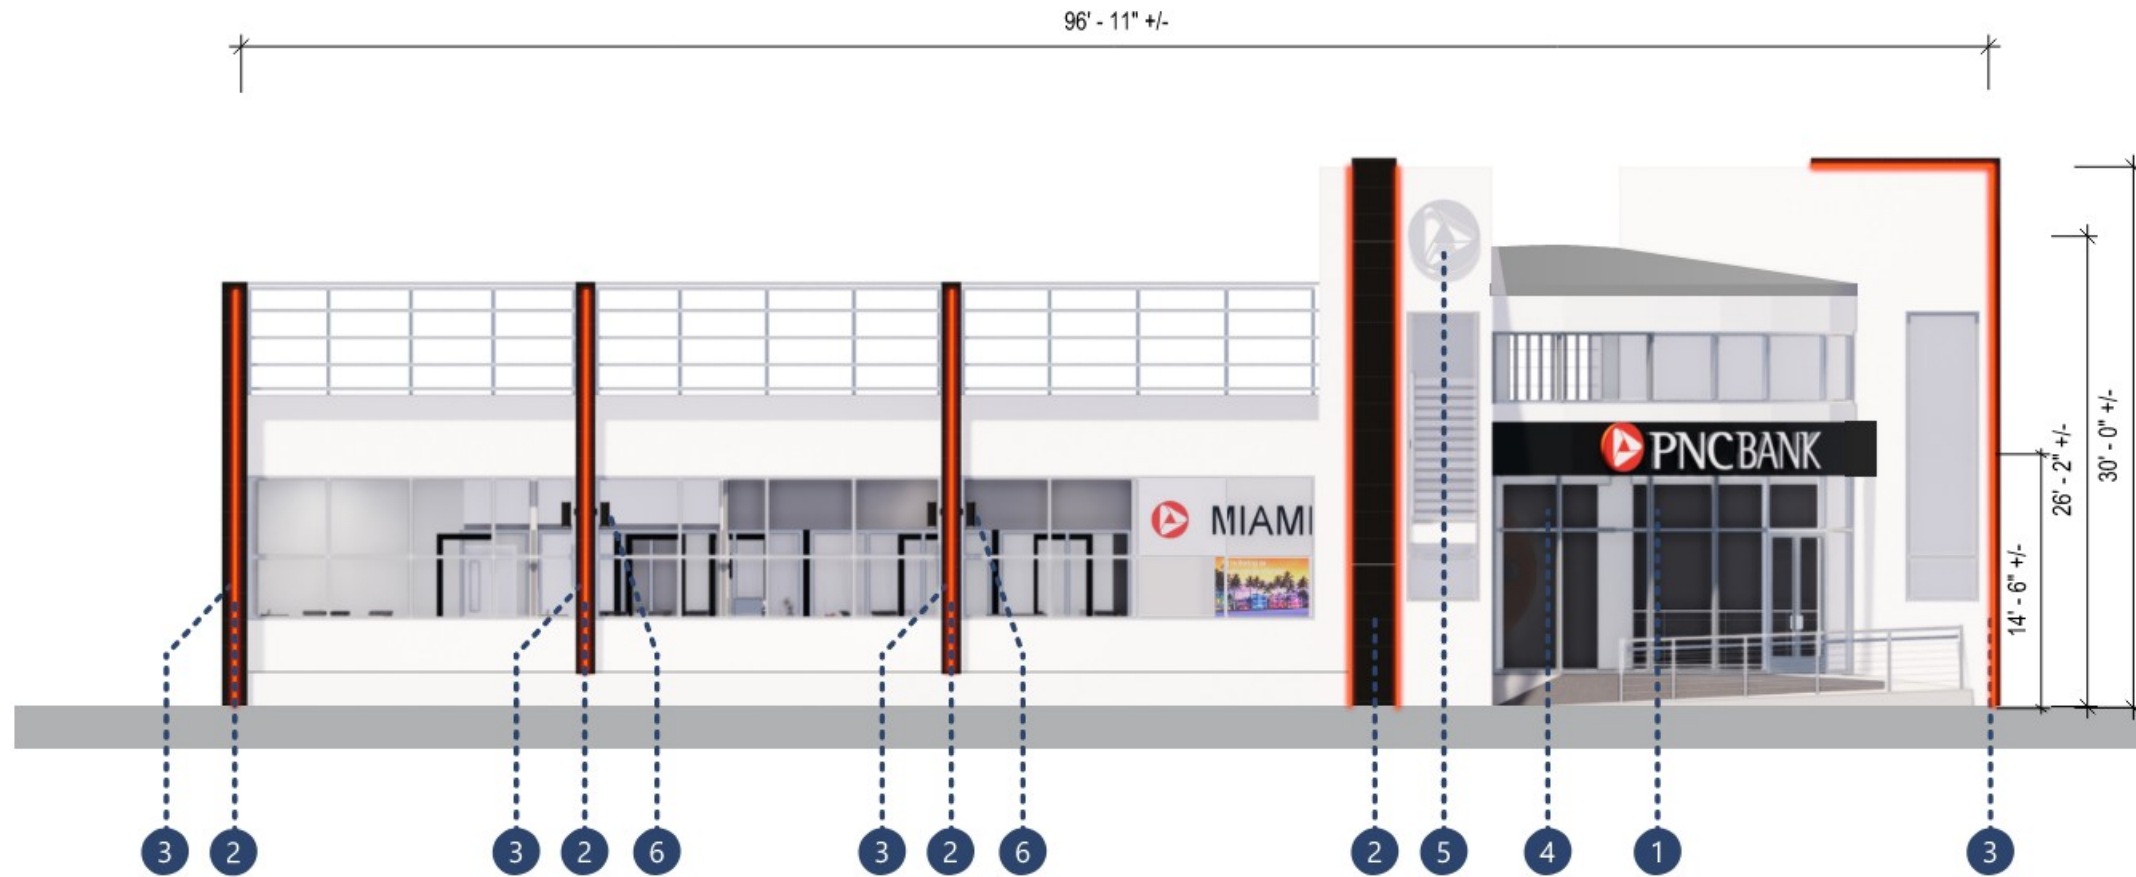 96' - 11" +/-
PNCBANK
MIAMI
14' - 6" +/-
26' - 2" +/-
30' - 0" +/-
3 2 3 2 6 3 2 6 2 5 4 1 3